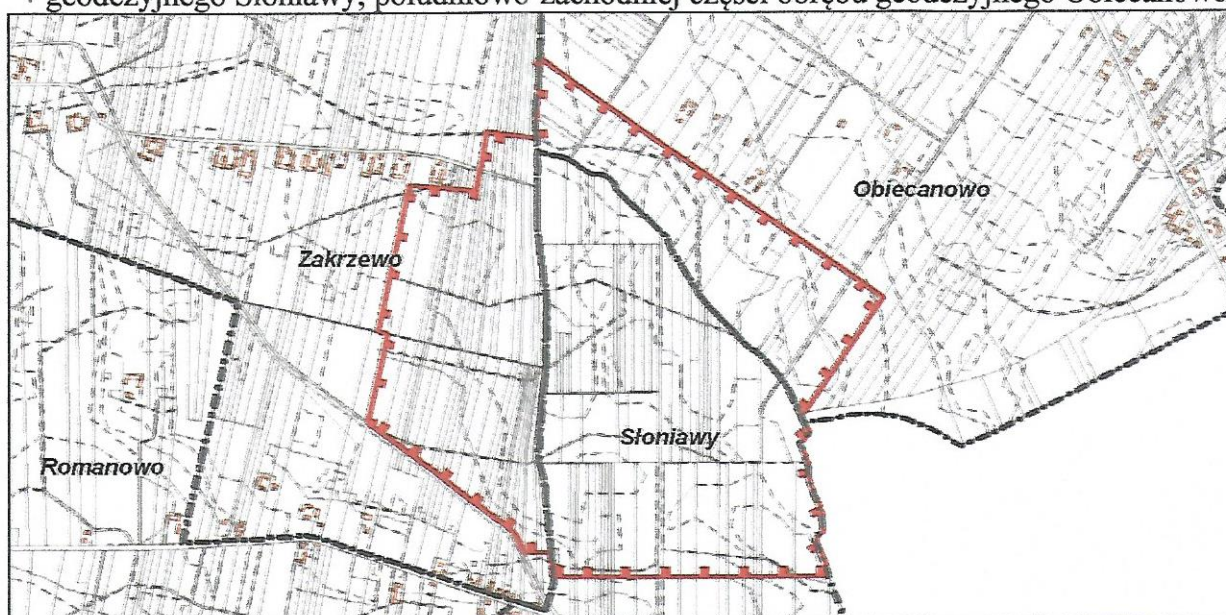 geodezyjnego Słoniawy, południowo-zachodniej części obrębu geodezyjnego Obiecanowo
Obiecanowo
Zakrzewo
Słoniawy
Romanowo